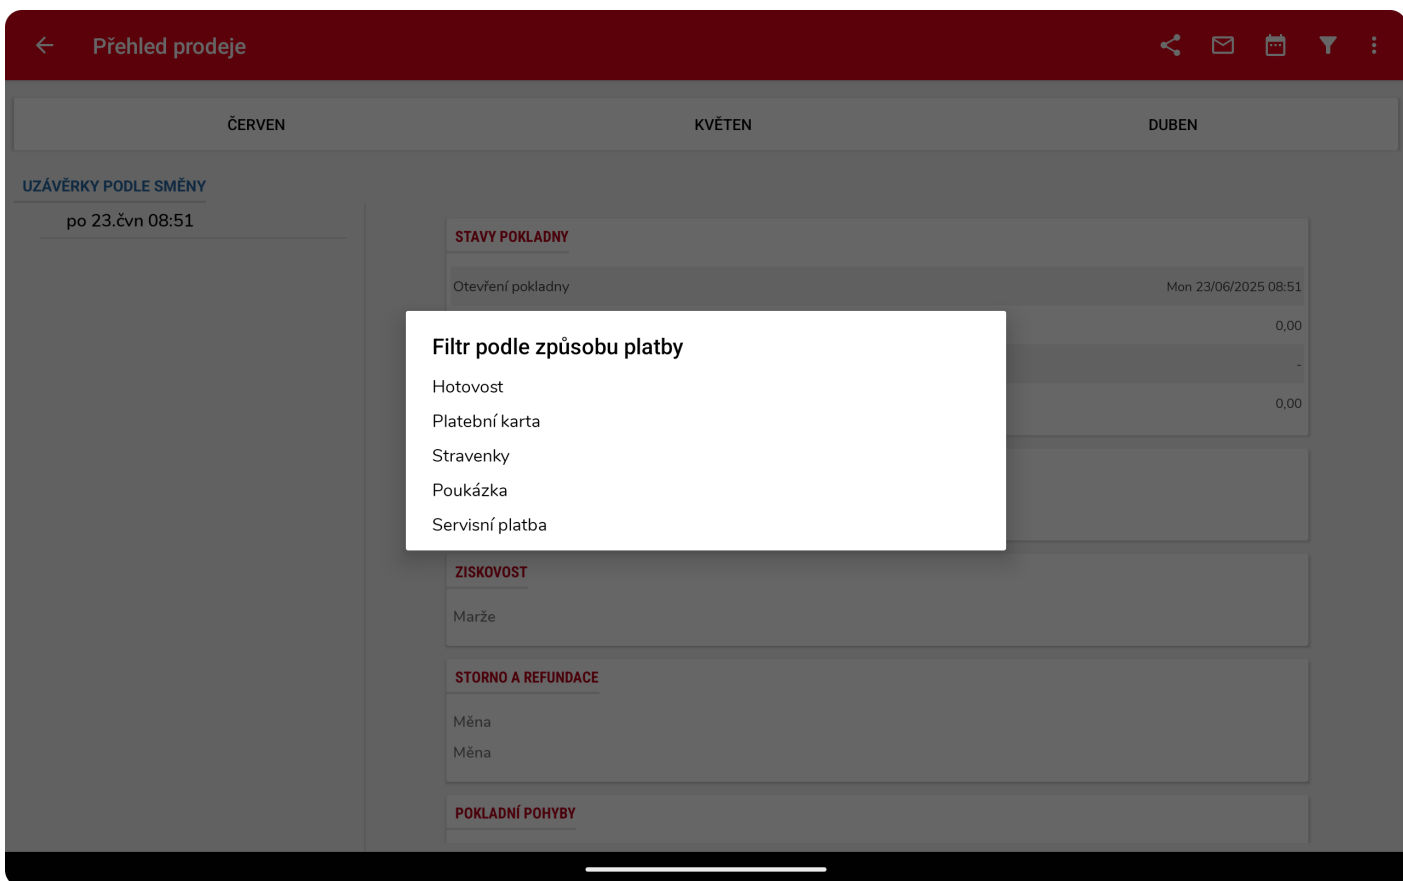 Přehled prodeje
ČERVEN KVĚTEN DUBEN
UZÁVĚRKY PODLE SMĚNY
po 23.čvn 08:51
STAVY POKLADNY
Otevření pokladny Mon 23/06/2025 08:51
0,00
-
0,00
Filtr podle způsobu platby
Hotovost
Platební karta
Stravenky
Poukázka
Servisní platba
ZISKOVOST
Marže
STORNO A REFUNDACE
Měna
Měna
POKLADNÍ POHYBY